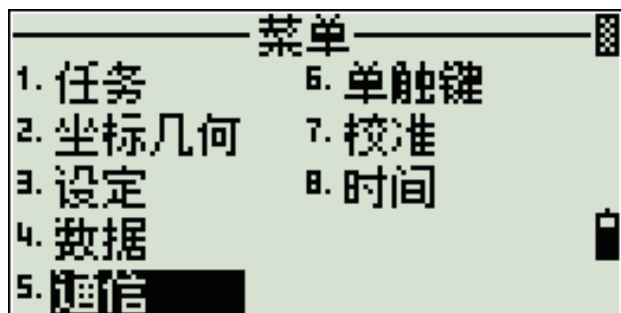 菜单
1. 任务
6. 单触键
2. 坐标几何
7. 校准
3. 设定
8. 时间
4. 数据
5. 通信